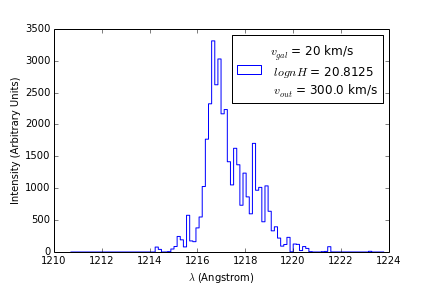 3500
3000
2500
2000
1500
1000
500
0
Intensity (Arbitrary Units)
v_gal = 20 km/s
lognH = 20.8125
v_out = 300.0 km/s
1210 1212 1214 1216 1218 1220 1222 1224
λ (Angstrom)